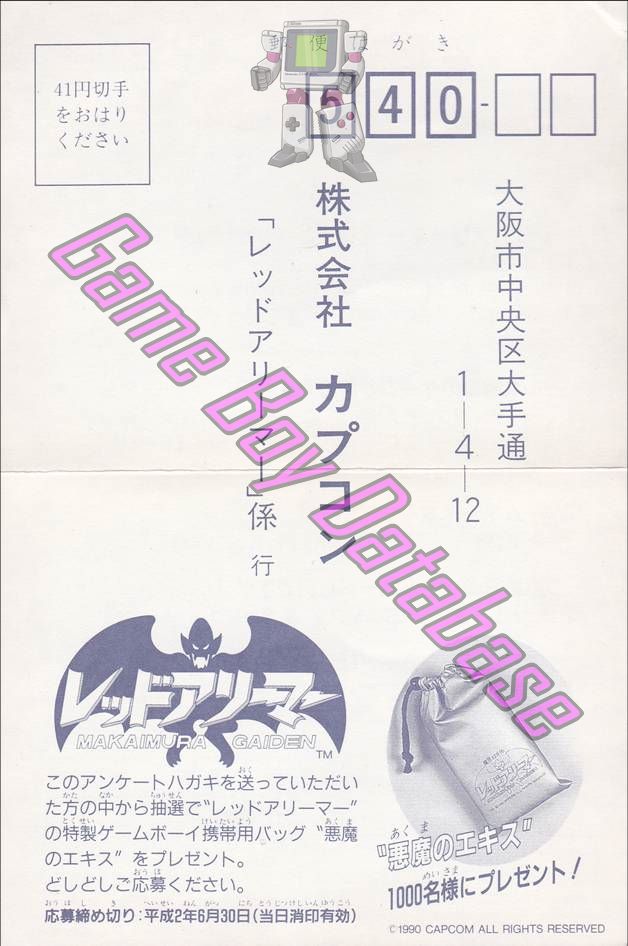 郵便はがき
41円切手
をおはり
ください
540-
大阪市中央区大手通
1―4―12
株式会社 カプコン
「レッドアリーマー」係 行
Game Boy Database
レッドアリーマー
MAKAIMURA GAIDEN TM
このアンケートハガキを送っていただい
た方の中から抽選で“レッドアリーマー”
の特製ゲームボーイ携帯用バッグ“悪魔
のエキス”をプレゼント。
どしどしご応募ください。
応募締め切り:平成2年6月30日(当日消印有効)
レッドアリーマー
“悪魔のエキス”
1000名様にプレゼント!
©1990 CAPCOM ALL RIGHTS RESERVED